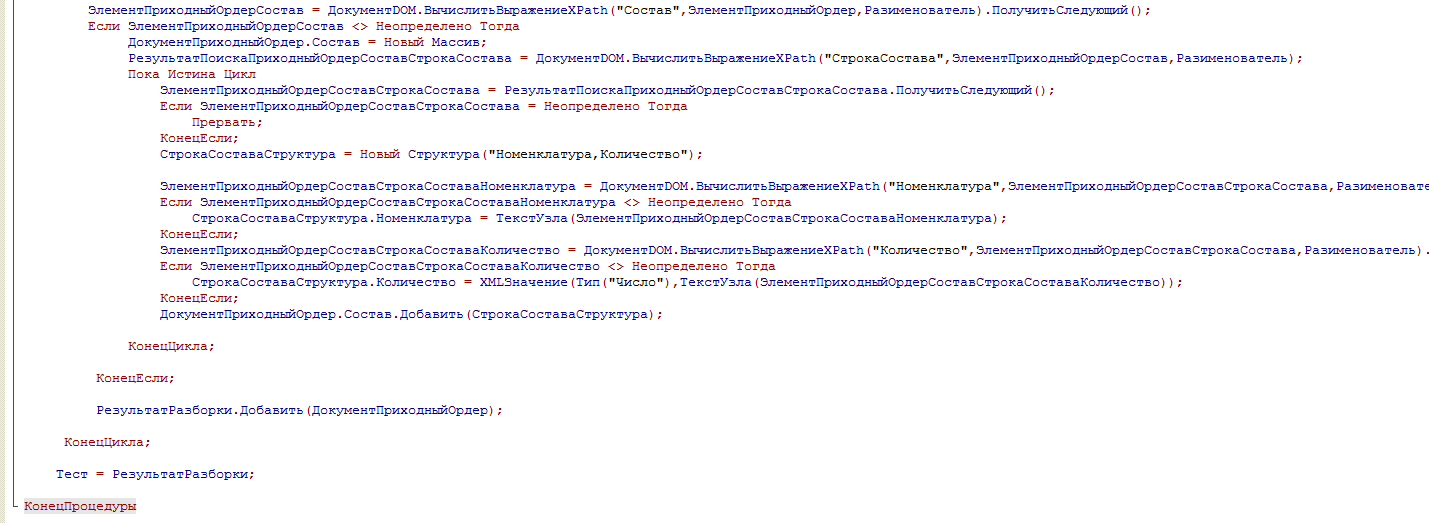 ЭлементПриходныйОрдерСостав = ДокументDOM.ВычислитьВыражениеXPath("Состав",ЭлементПриходныйОрдер,Разименователь).ПолучитьСледующий();
Если ЭлементПриходныйОрдерСостав <> Неопределено Тогда
ДокументПриходныйОрдер.Состав = Новый Массив;
РезультатПоискаПриходныйОрдерСоставСтрокаСостава = ДокументDOM.ВычислитьВыражениеXPath("СтрокаСостава",ЭлементПриходныйОрдерСостав,Разименователь);
Пока Истина Цикл
ЭлементПриходныйОрдерСоставСтрокаСостава = РезультатПоискаПриходныйОрдерСоставСтрокаСостава.ПолучитьСледующий();
Если ЭлементПриходныйОрдерСоставСтрокаСостава = Неопределено Тогда
Прервать;
КонецЕсли;
СтрокаСоставаСтруктура = Новый Структура("Номенклатура,Количество");
ЭлементПриходныйОрдерСоставСтрокаСоставаНоменклатура = ДокументDOM.ВычислитьВыражениеXPath("Номенклатура",ЭлементПриходныйОрдерСоставСтрокаСостава,Разименовате
Если ЭлементПриходныйОрдерСоставСтрокаСоставаНоменклатура <> Неопределено Тогда
СтрокаСоставаСтруктура.Номенклатура = ТекстУзла(ЭлементПриходныйОрдерСоставСтрокаСоставаНоменклатура);
КонецЕсли;
ЭлементПриходныйОрдерСоставСтрокаСоставаКоличество = ДокументDOM.ВычислитьВыражениеXPath("Количество",ЭлементПриходныйОрдерСоставСтрокаСостава,Разименователь).
Если ЭлементПриходныйОрдерСоставСтрокаСоставаКоличество <> Неопределено Тогда
СтрокаСоставаСтруктура.Количество = XMLЗначение(Тип("Число"),ТекстУзла(ЭлементПриходныйОрдерСоставСтрокаСоставаКоличество));
КонецЕсли;
ДокументПриходныйОрдер.Состав.Добавить(СтрокаСоставаСтруктура);
КонецЦикла;
КонецЕсли;
РезультатРазборки.Добавить(ДокументПриходныйОрдер);
КонецЦикла;
Тест = РезультатРазборки;
КонецПроцедуры